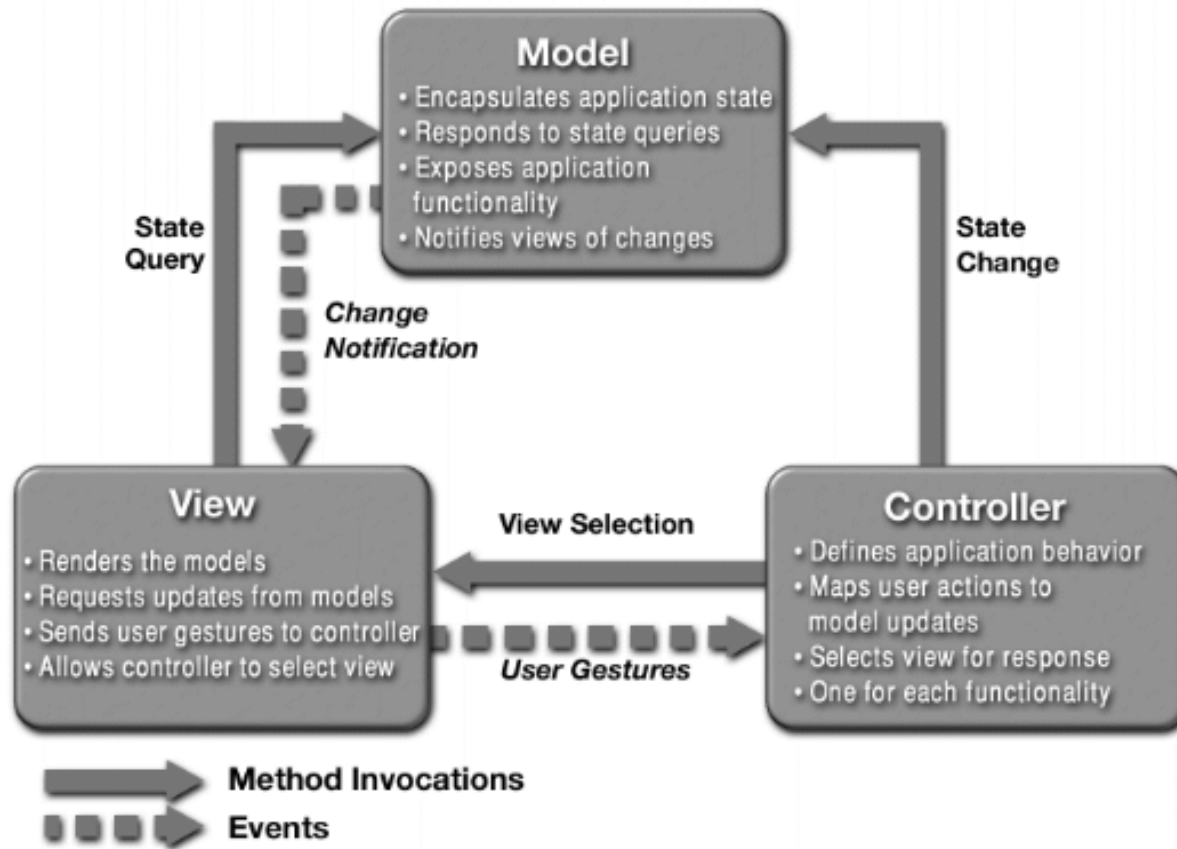 Model
• Encapsulates application state
• Responds to state queries
• Exposes application
functionality
• Notifies views of changes
State
Query
Change
Notification
State
Change
View
• Renders the models
• Requests updates from models
• Sends user gestures to controller
• Allows controller to select view
View Selection
User Gestures
Controller
• Defines application behavior
• Maps user actions to
model updates
• Selects view for response
• One for each functionality
Method Invocations
Events